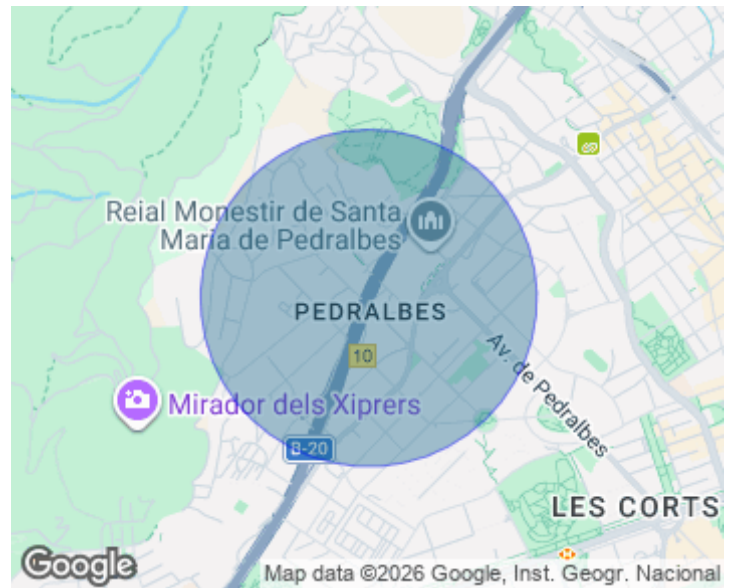 Reial Monestir de Santa
Maria de Pedralbes
PEDRALBES
10
Av. de Pedralbes
Mirador dels Xiprers
B-20
LES CORTS
Google
Map data ©2026 Google, Inst. Geogr. Nacional